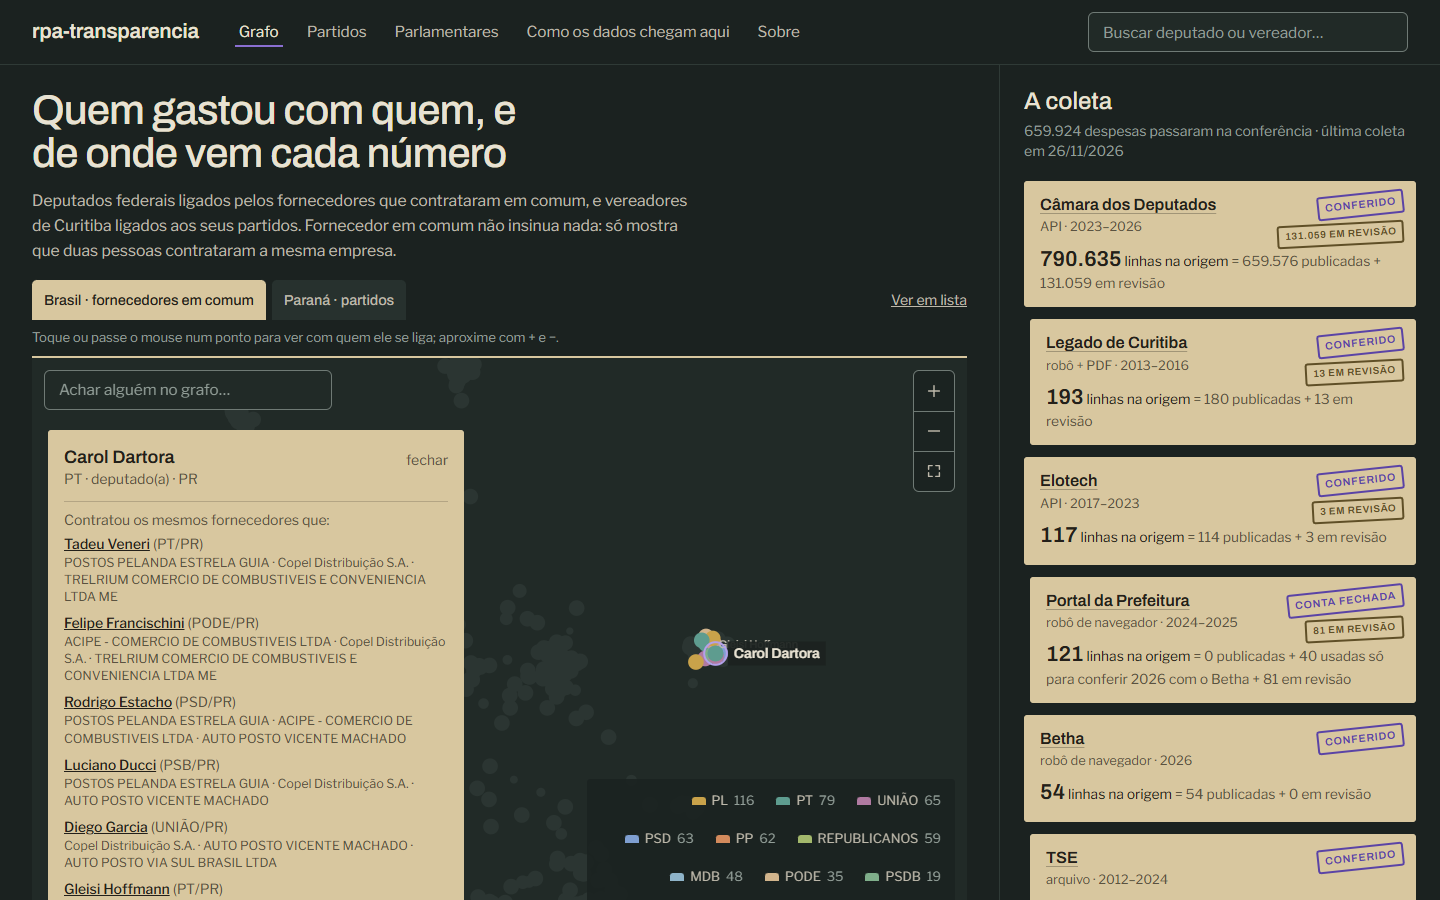 rpa-transparencia
Grafo
Partidos
Parlamentares
Como os dados chegam aqui
Sobre
Buscar deputado ou vereador...
Quem gastou com quem, e
de onde vem cada número
Deputados federais ligados pelos fornecedores que contrataram em comum, e vereadores
de Curitiba ligados aos seus partidos. Fornecedor em comum não insinua nada: só mostra
que duas pessoas contrataram a mesma empresa.
Brasil · fornecedores em comum
Paraná · partidos
Ver em lista
Toque ou passe o mouse num ponto para ver com quem ele se liga; aproxime com + e −.
Achar alguém no grafo...
Carol Dartora
fechar
PT · deputado(a) · PR
Contratou os mesmos fornecedores que:
Tadeu Veneri (PT/PR)
POSTOS PELANDA ESTRELA GUIA · Copel Distribuição S.A. ·
TRELRIUM COMERCIO DE COMBUSTIVEIS E CONVENIENCIA
LTDA ME
Felipe Francischini (PODE/PR)
ACIPE - COMERCIO DE COMBUSTIVEIS LTDA · Copel Distribuição
S.A. · TRELRIUM COMERCIO DE COMBUSTIVEIS E
CONVENIENCIA LTDA ME
Rodrigo Estacho (PSD/PR)
POSTOS PELANDA ESTRELA GUIA · ACIPE - COMERCIO DE
COMBUSTIVEIS LTDA · AUTO POSTO VICENTE MACHADO
Luciano Ducci (PSB/PR)
POSTOS PELANDA ESTRELA GUIA · Copel Distribuição S.A. ·
AUTO POSTO VICENTE MACHADO
Diego Garcia (UNIÃO/PR)
Copel Distribuição S.A. · AUTO POSTO VICENTE MACHADO ·
AUTO POSTO VIA SUL BRASIL LTDA
Gleisi Hoffmann (PT/PR)
+
−
Carol Dartora
PL 116
PT 79
UNIÃO 65
PSD 63
PP 62
REPUBLICANOS 59
MDB 48
PODE 35
PSDB 19
A coleta
659.924 despesas passaram na conferência · última coleta
em 26/11/2026
Câmara dos Deputados
CONFERIDO
API · 2023–2026
131.059 EM REVISÃO
790.635 linhas na origem = 659.576 publicadas +
131.059 em revisão
Legado de Curitiba
CONFERIDO
robô + PDF · 2013–2016
13 EM REVISÃO
193 linhas na origem = 180 publicadas + 13 em
revisão
Elotech
CONFERIDO
API · 2017–2023
3 EM REVISÃO
117 linhas na origem = 114 publicadas + 3 em revisão
Portal da Prefeitura
CONTA FECHADA
robô de navegador · 2024–2025
81 EM REVISÃO
121 linhas na origem = 0 publicadas + 40 usadas só
para conferir 2026 com o Betha + 81 em revisão
Betha
CONFERIDO
robô de navegador · 2026
54 linhas na origem = 54 publicadas + 0 em revisão
TSE
CONFERIDO
arquivo · 2012–2024